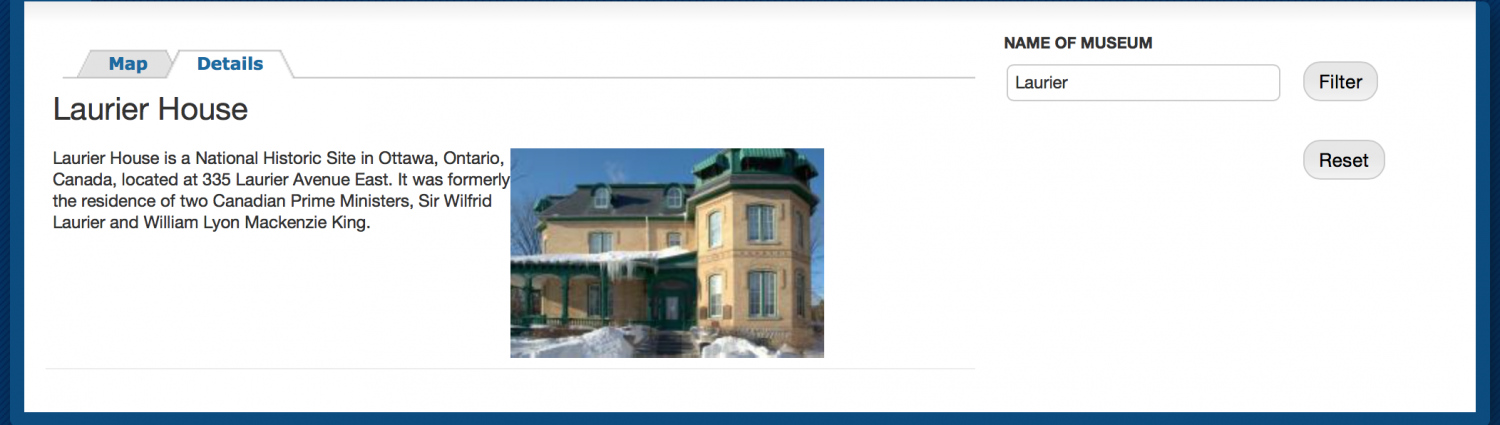 Map
Details
Laurier House
Laurier House is a National Historic Site in Ottawa, Ontario,
Canada, located at 335 Laurier Avenue East. It was formerly
the residence of two Canadian Prime Ministers, Sir Wilfrid
Laurier and William Lyon Mackenzie King.
NAME OF MUSEUM
Laurier
Filter
Reset